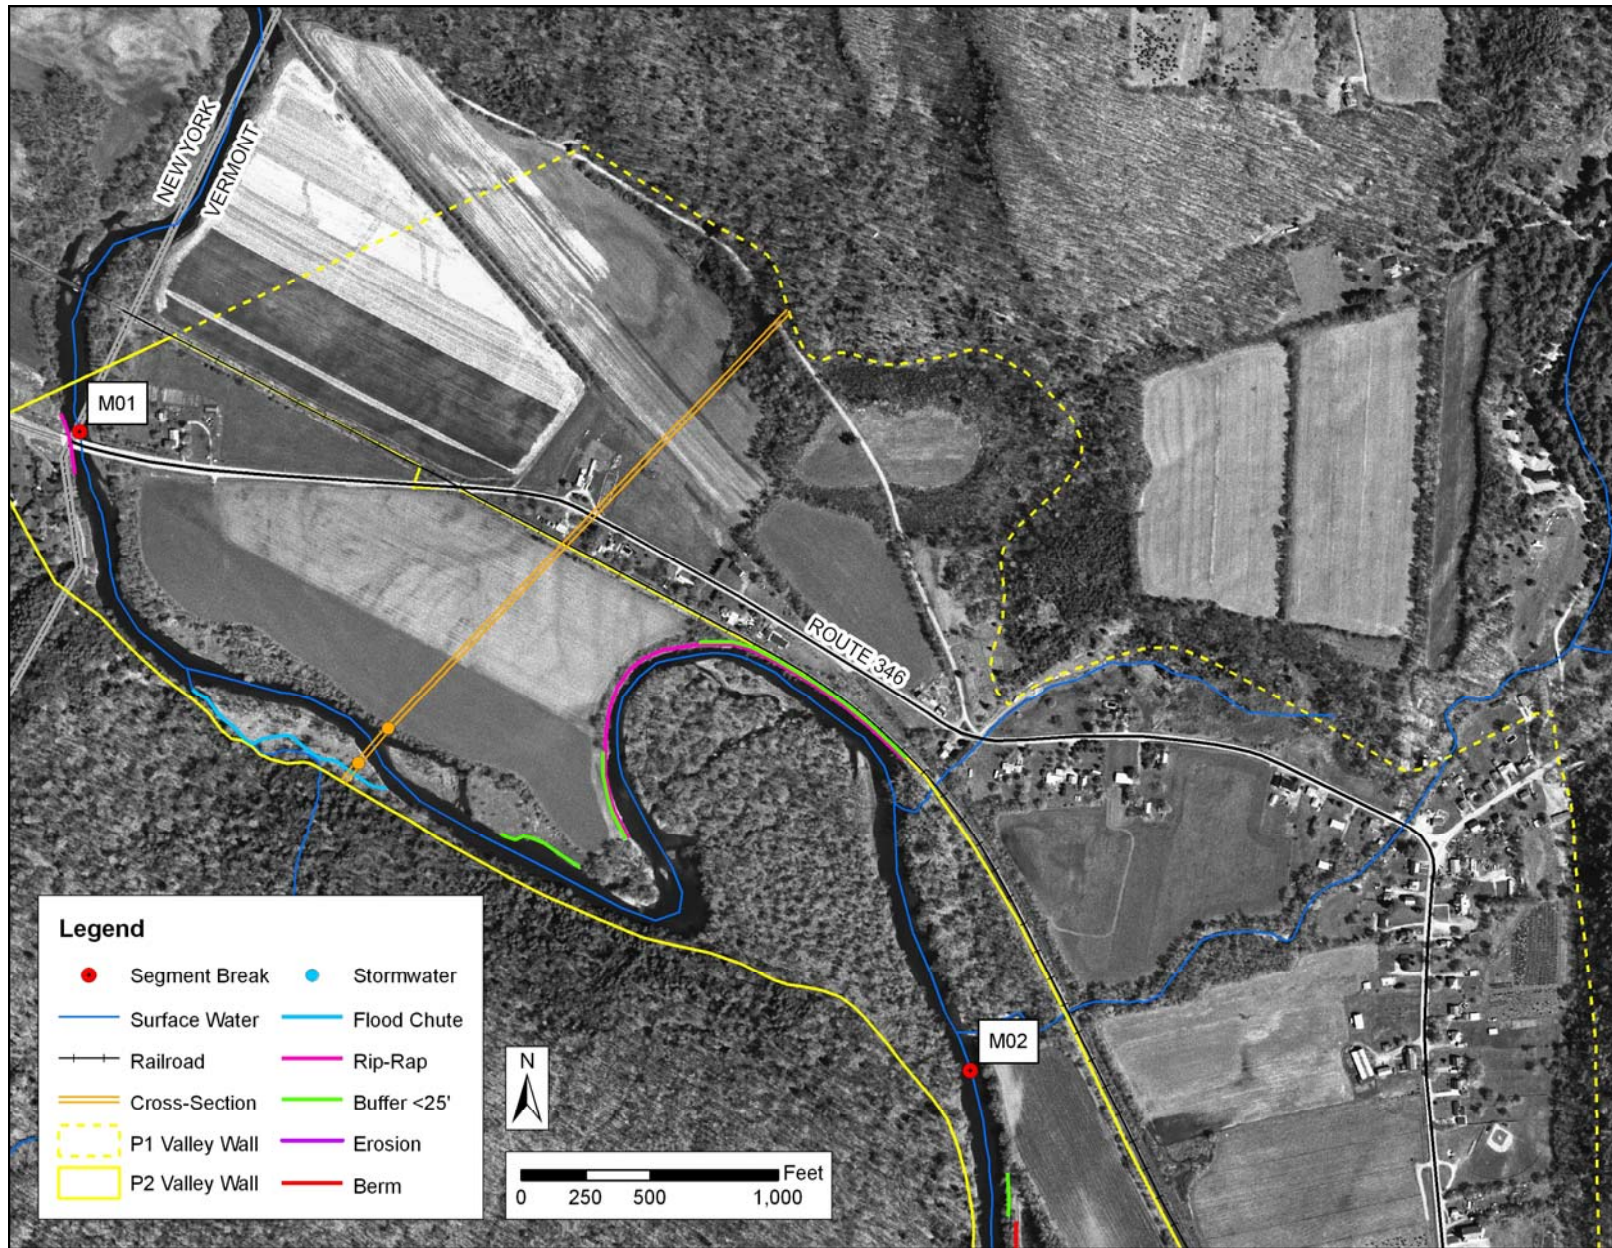 NEW YORK
VERMONT
M01
ROUTE 346
M02
Legend
Segment Break
Stormwater
Surface Water
Flood Chute
Railroad
Rip-Rap
Cross-Section
Buffer <25'
P1 Valley Wall
Erosion
P2 Valley Wall
Berm
N
Feet
0 250 500 1,000